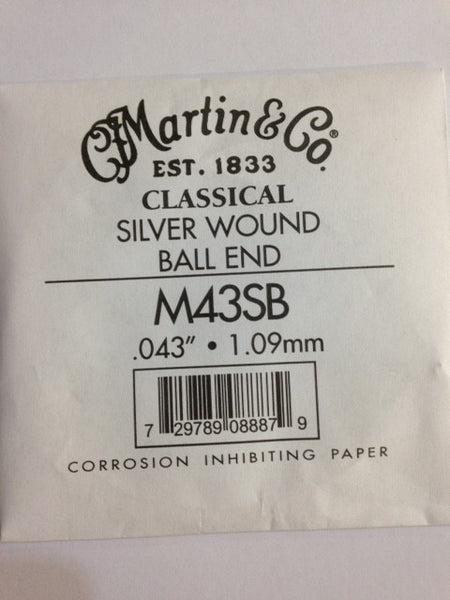 CFMartin & Co.®
EST. 1833
CLASSICAL
SILVER WOUND
BALL END
M43SB
.043” • 1.09mm
7 29789 08887 9
CORROSION INHIBITING PAPER